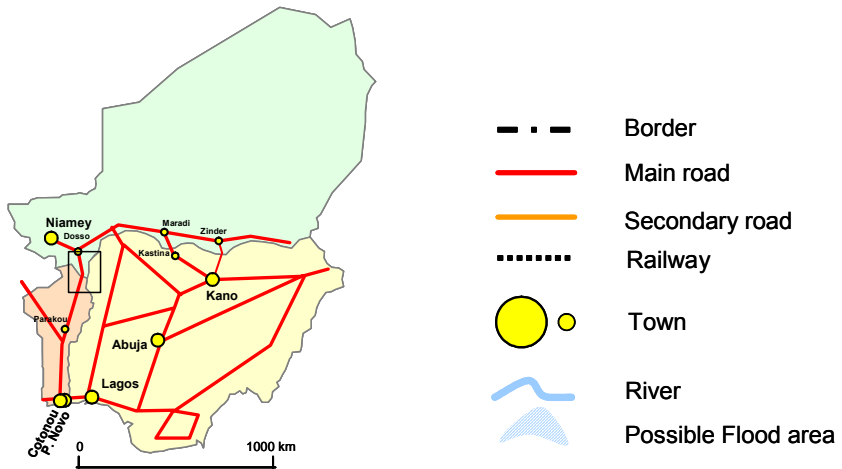 Niamey
Dosso
Maradi
Zinder
Kastina
Kano
Parakou
Abuja
Lagos
Cotonou
P. Novo
0 1000 km
Border
Main road
Secondary road
Railway
Town
River
Possible Flood area